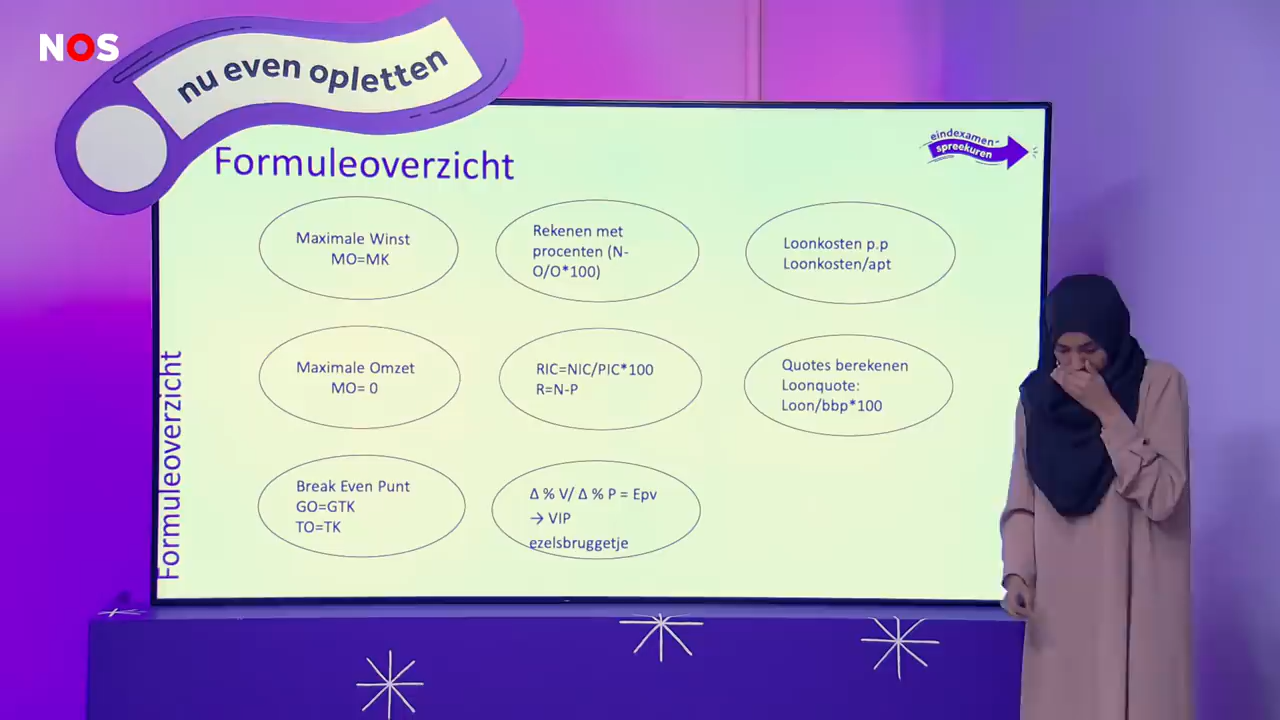 NOS
nu even opletten
eindexamen-
spreekuren
Formuleoverzicht
Maximale Winst
MO=MK
Rekenen met
procenten (N-
O/O*100)
Loonkosten p.p
Loonkosten/apt
Maximale Omzet
MO= 0
RIC=NIC/PIC*100
R=N-P
Quotes berekenen
Loonquote:
Loon/bbp*100
Break Even Punt
GO=GTK
TO=TK
Δ % V/ Δ % P = Epv
→ VIP
ezelsbruggetje
Formuleoverzicht